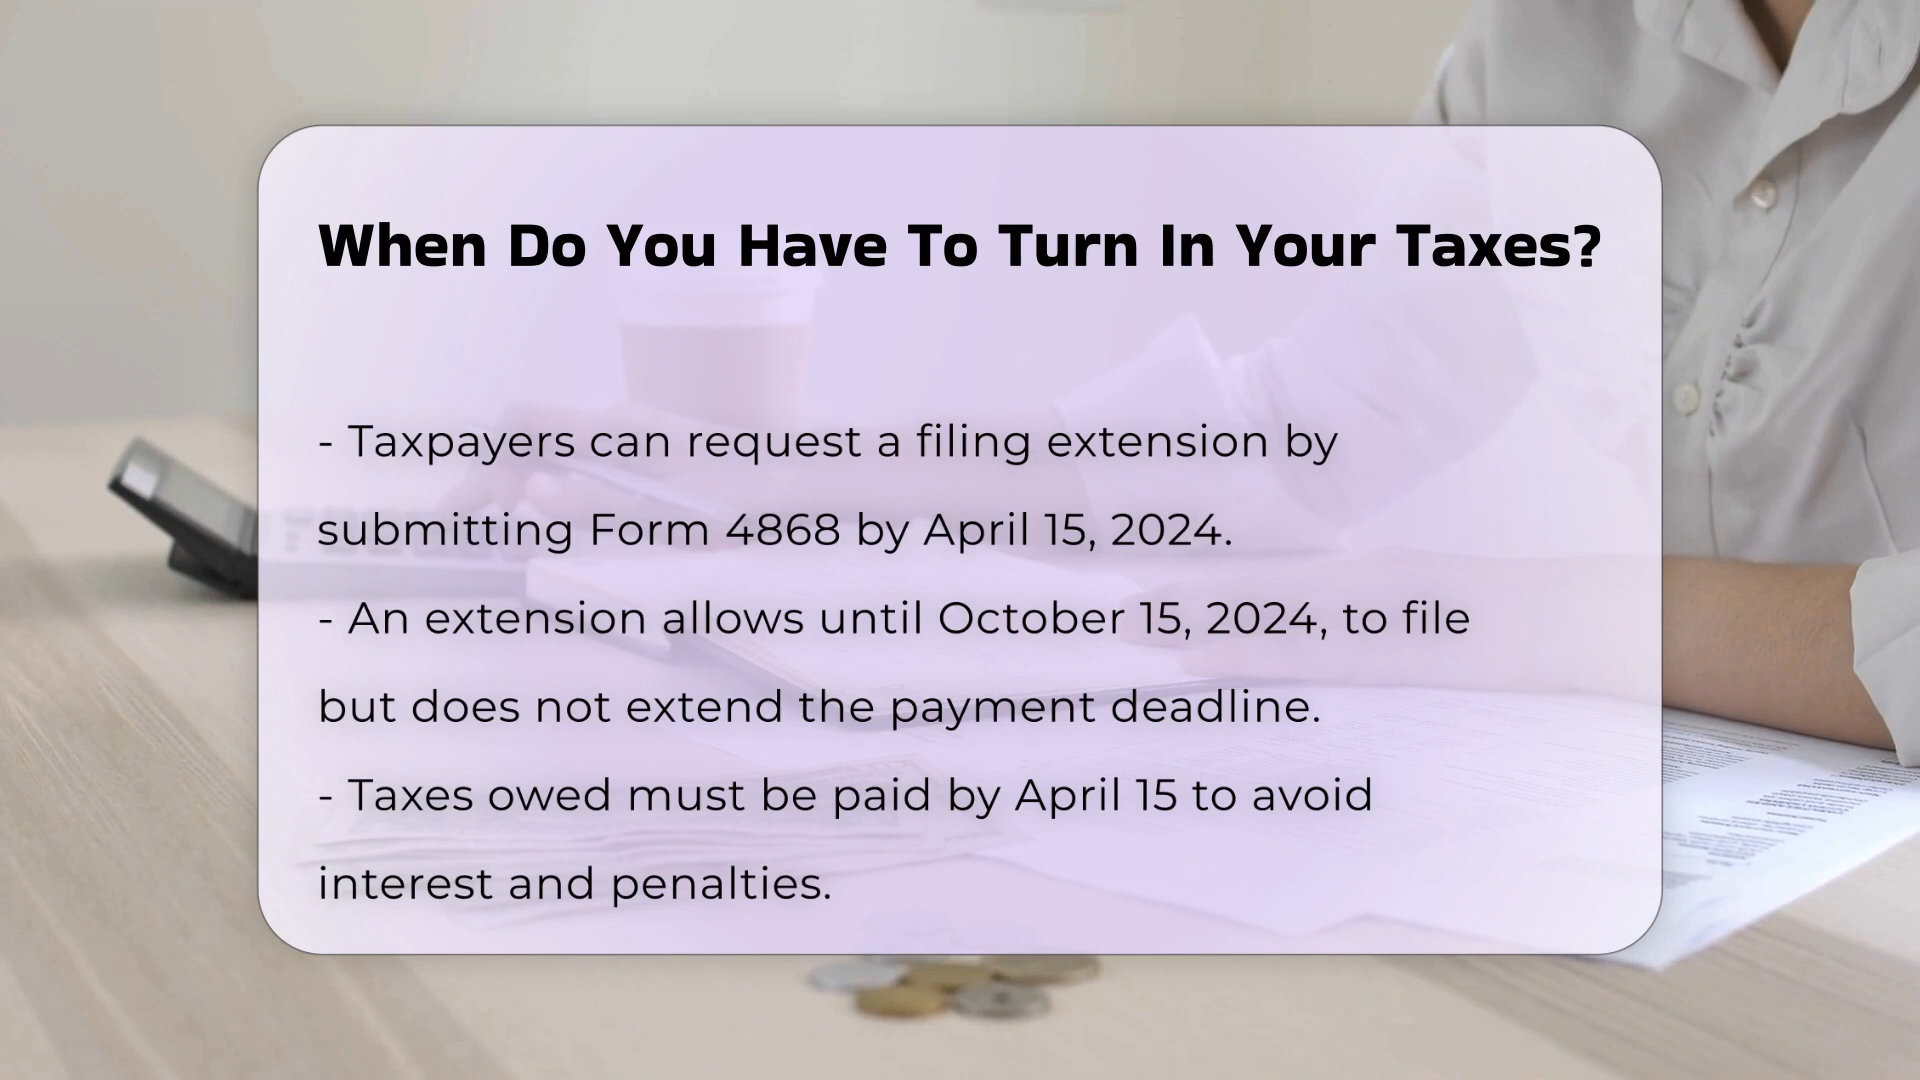 When Do You Have To Turn In Your Taxes?
- Taxpayers can request a filing extension by
submitting Form 4868 by April 15, 2024.
- An extension allows until October 15, 2024, to file
but does not extend the payment deadline.
- Taxes owed must be paid by April 15 to avoid
interest and penalties.